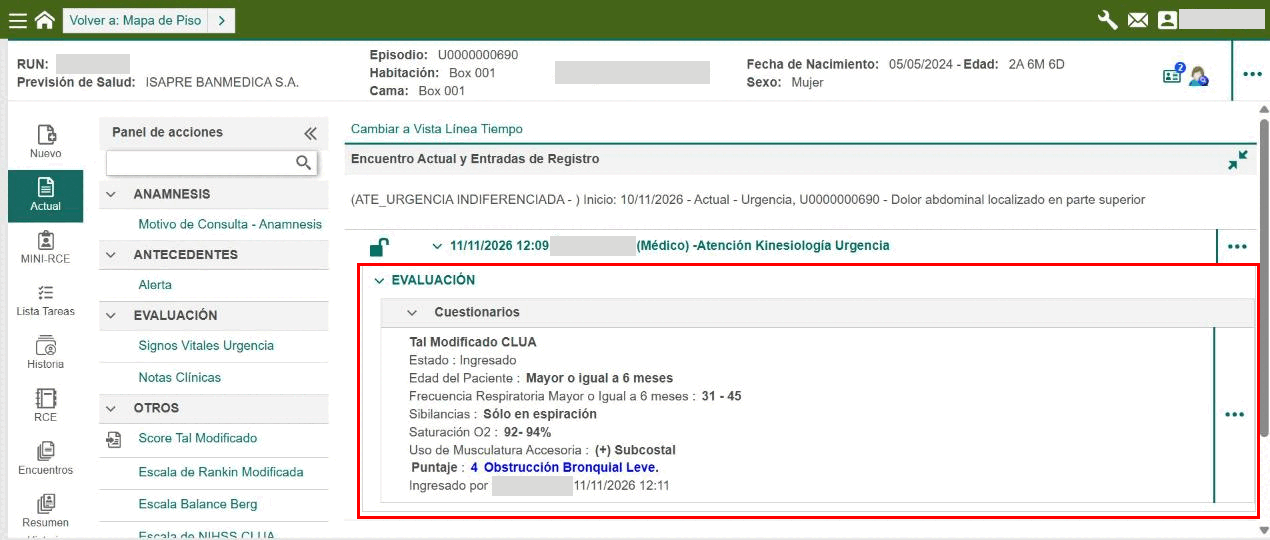 Volver a: Mapa de Piso
RUN:
Previsión de Salud: ISAPRE BANMEDICA S.A.
Episodio: U0000000690
Habitación: Box 001
Cama: Box 001
Fecha de Nacimiento: 05/05/2024 - Edad: 2A 6M 6D
Sexo: Mujer
2
Nuevo
Actual
MINI-RCE
Lista Tareas
Historia
RCE
Encuentros
Resumen
Panel de acciones
ANAMNESIS
Motivo de Consulta - Anamnesis
ANTECEDENTES
Alerta
EVALUACIÓN
Signos Vitales Urgencia
Notas Clínicas
OTROS
Score Tal Modificado
Escala de Rankin Modificada
Escala Balance Berg
Escala de NIHSS CLUA
Cambiar a Vista Línea Tiempo
Encuentro Actual y Entradas de Registro
(ATE_URGENCIA INDIFERENCIADA - ) Inicio: 10/11/2026 - Actual - Urgencia, U0000000690 - Dolor abdominal localizado en parte superior
11/11/2026 12:09 (Médico) -Atención Kinesiología Urgencia
EVALUACIÓN
Cuestionarios
Tal Modificado CLUA
Estado : Ingresado
Edad del Paciente : Mayor o igual a 6 meses
Frecuencia Respiratoria Mayor o Igual a 6 meses : 31 - 45
Sibilancias : Sólo en espiración
Saturación O2 : 92- 94%
Uso de Musculatura Accesoria : (+) Subcostal
Puntaje : 4 Obstrucción Bronquial Leve.
Ingresado por 11/11/2026 12:11